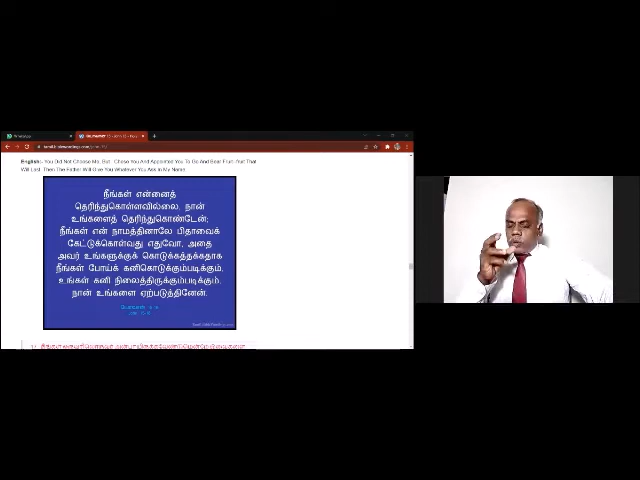 WhatsApp
English:- You Did Not Choose Me, But I Chose You And Appointed You To Go And Bear Fruit- Fruit That
Will Last. Then The Father Will Give You Whatever You Ask In My Name
நீங்கள் என்னைத்
தெரிந்துகொள்ளவில்லை, நான்
உங்களைத் தெரிந்துகொண்டேன்;
நீங்கள் என் நாமத்தினாலே பிதாவைக்
கேட்டுக்கொள்வது எதுவோ, அதை
அவர் உங்களுக்குக் கொடுக்கத்தக்கதாக
நீங்கள் போய்க் கனிகொடுக்கும்படிக்கும்,
உங்கள் கனி நிலைத்திருக்கும்படிக்கும்,
நான் உங்களை ஏற்படுத்தினேன்.